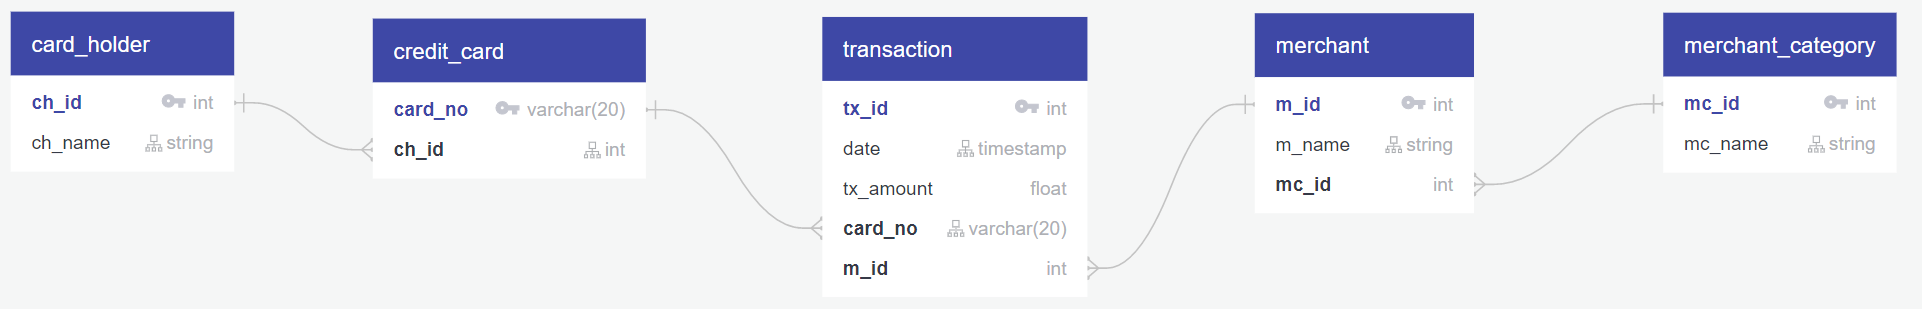 card_holder
ch_id int
ch_name string
credit_card
card_no varchar(20)
ch_id int
transaction
tx_id int
date timestamp
tx_amount float
card_no varchar(20)
m_id int
merchant
m_id int
m_name string
mc_id int
merchant_category
mc_id int
mc_name string